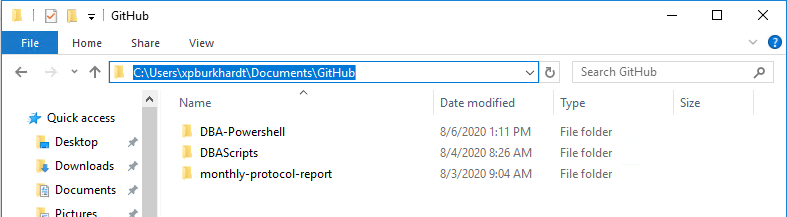 GitHub
File Home Share View
C:\Users\xpburkhardt\Documents\GitHub Search GitHub
Name Date modified Type Size
Quick access
Desktop
Downloads
Documents
Pictures
DBA-Powershell 8/6/2020 1:11 PM File folder
DBAScripts 8/4/2020 8:26 AM File folder
monthly-protocol-report 8/3/2020 9:04 AM File folder